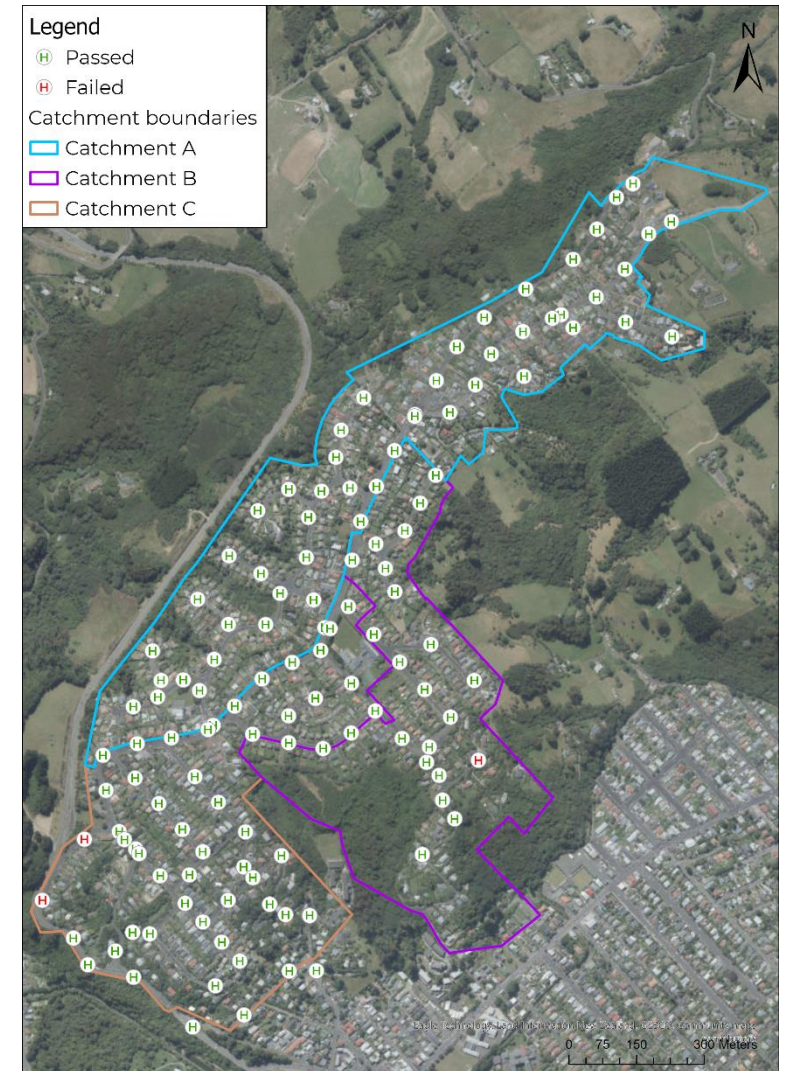 Legend
H Passed
H Failed
Catchment boundaries
Catchment A
Catchment B
Catchment C
N
0 75 150 300 Meters